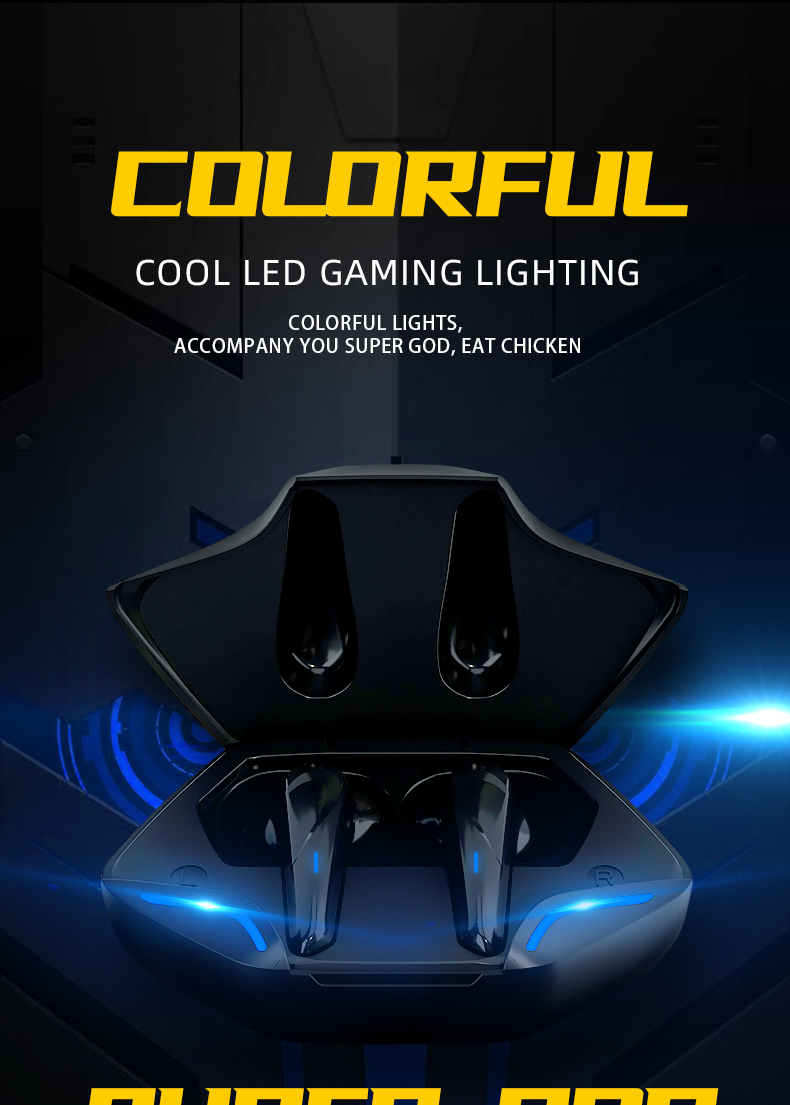 COLORFUL
COOL LED GAMING LIGHTING
COLORFUL LIGHTS,
ACCOMPANY YOU SUPER GOD, EAT CHICKEN
L
R